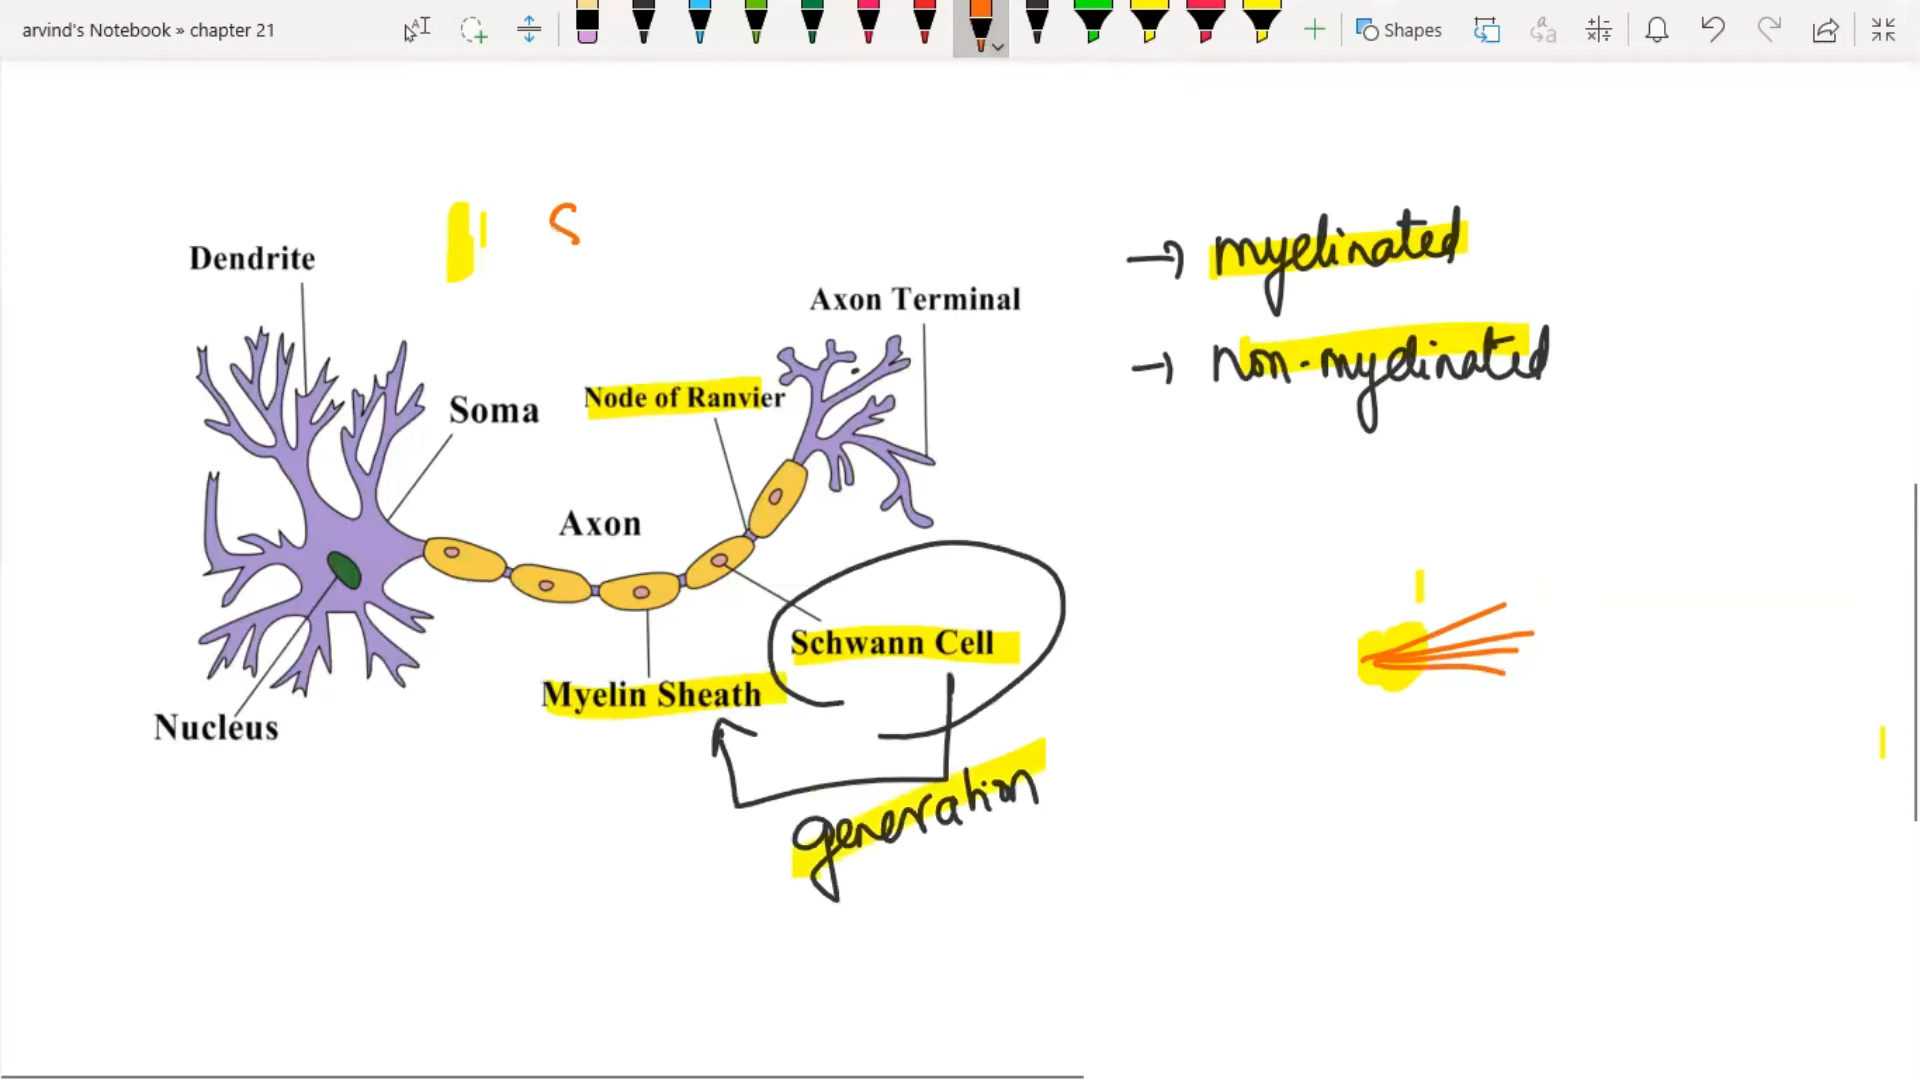 arvind's Notebook » chapter 21
Shapes
Dendrite
S
Axon Terminal
Soma
Node of Ranvier
Axon
Schwann Cell
Myelin Sheath
Nucleus
generation
→ myelinated
→ non-myelinated